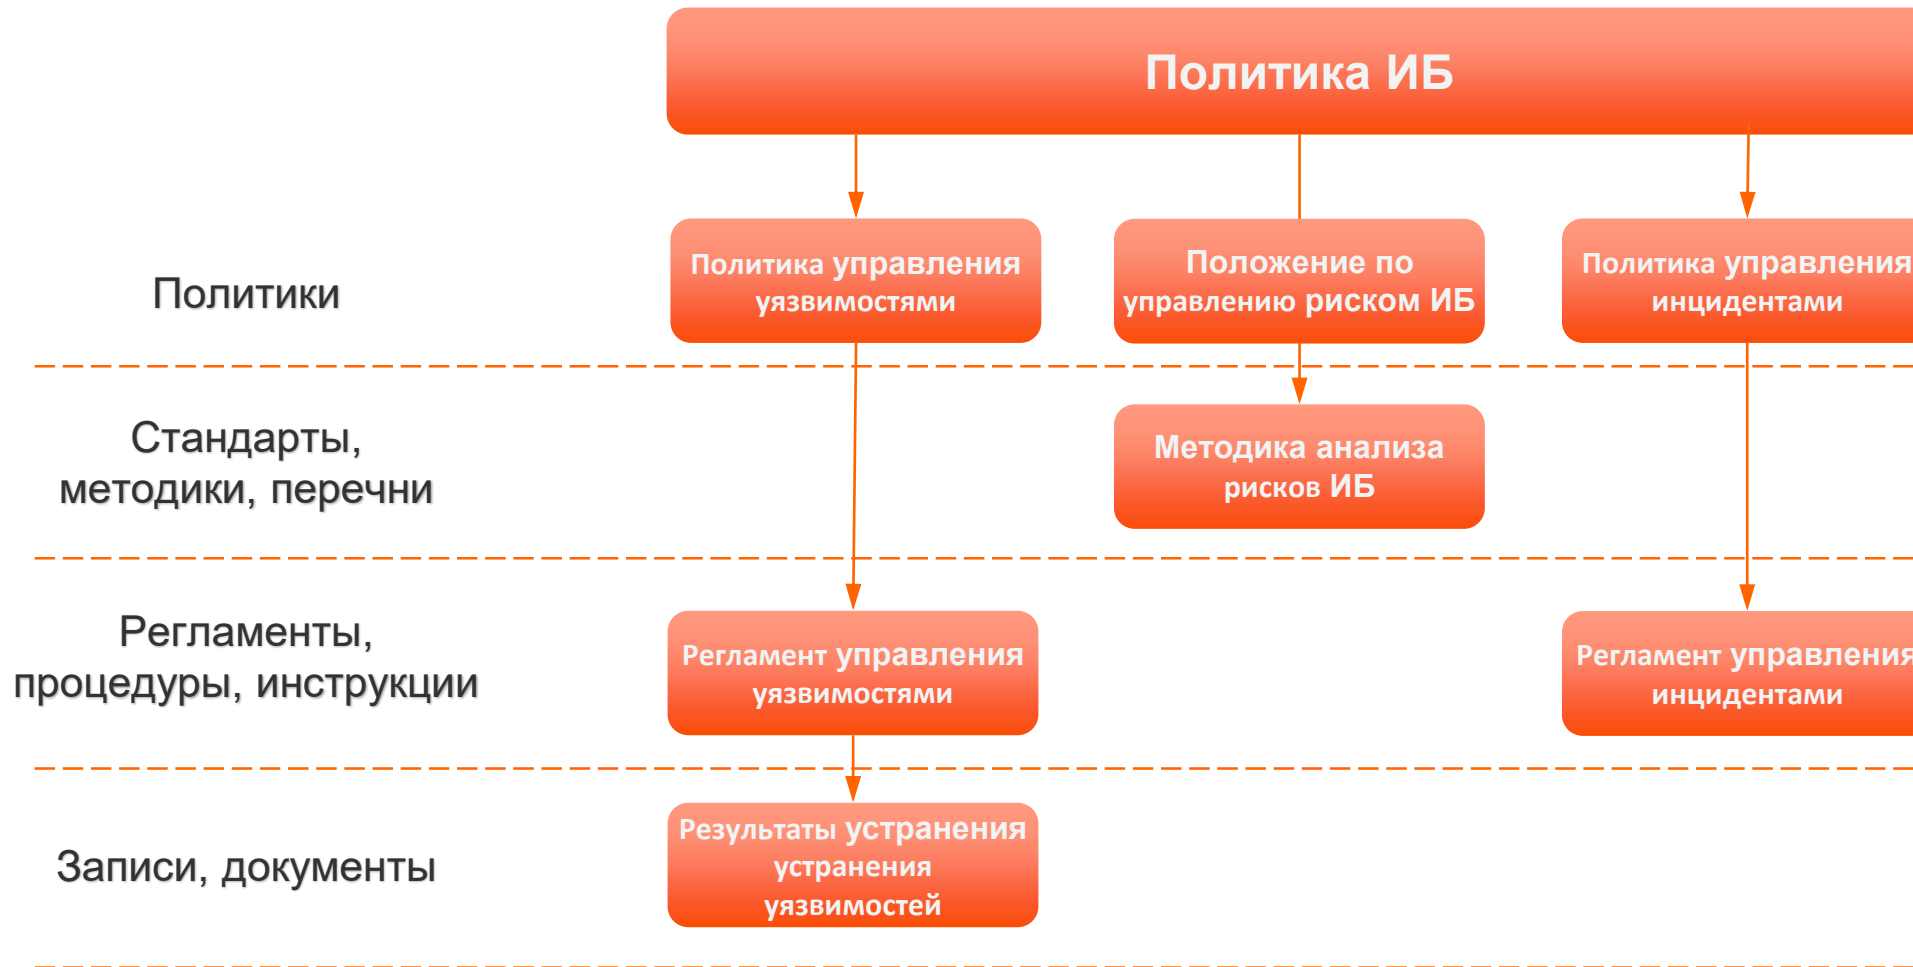 Политика ИБ
Политики
Политика управления
уязвимостями
Положение по
управлению риском ИБ
Политика управления
инцидентами
Стандарты,
методики, перечни
Методика анализа
рисков ИБ
Регламенты,
процедуры, инструкции
Регламент управления
уязвимостями
Регламент управления
инцидентами
Записи, документы
Результаты устранения
устранения
уязвимостей